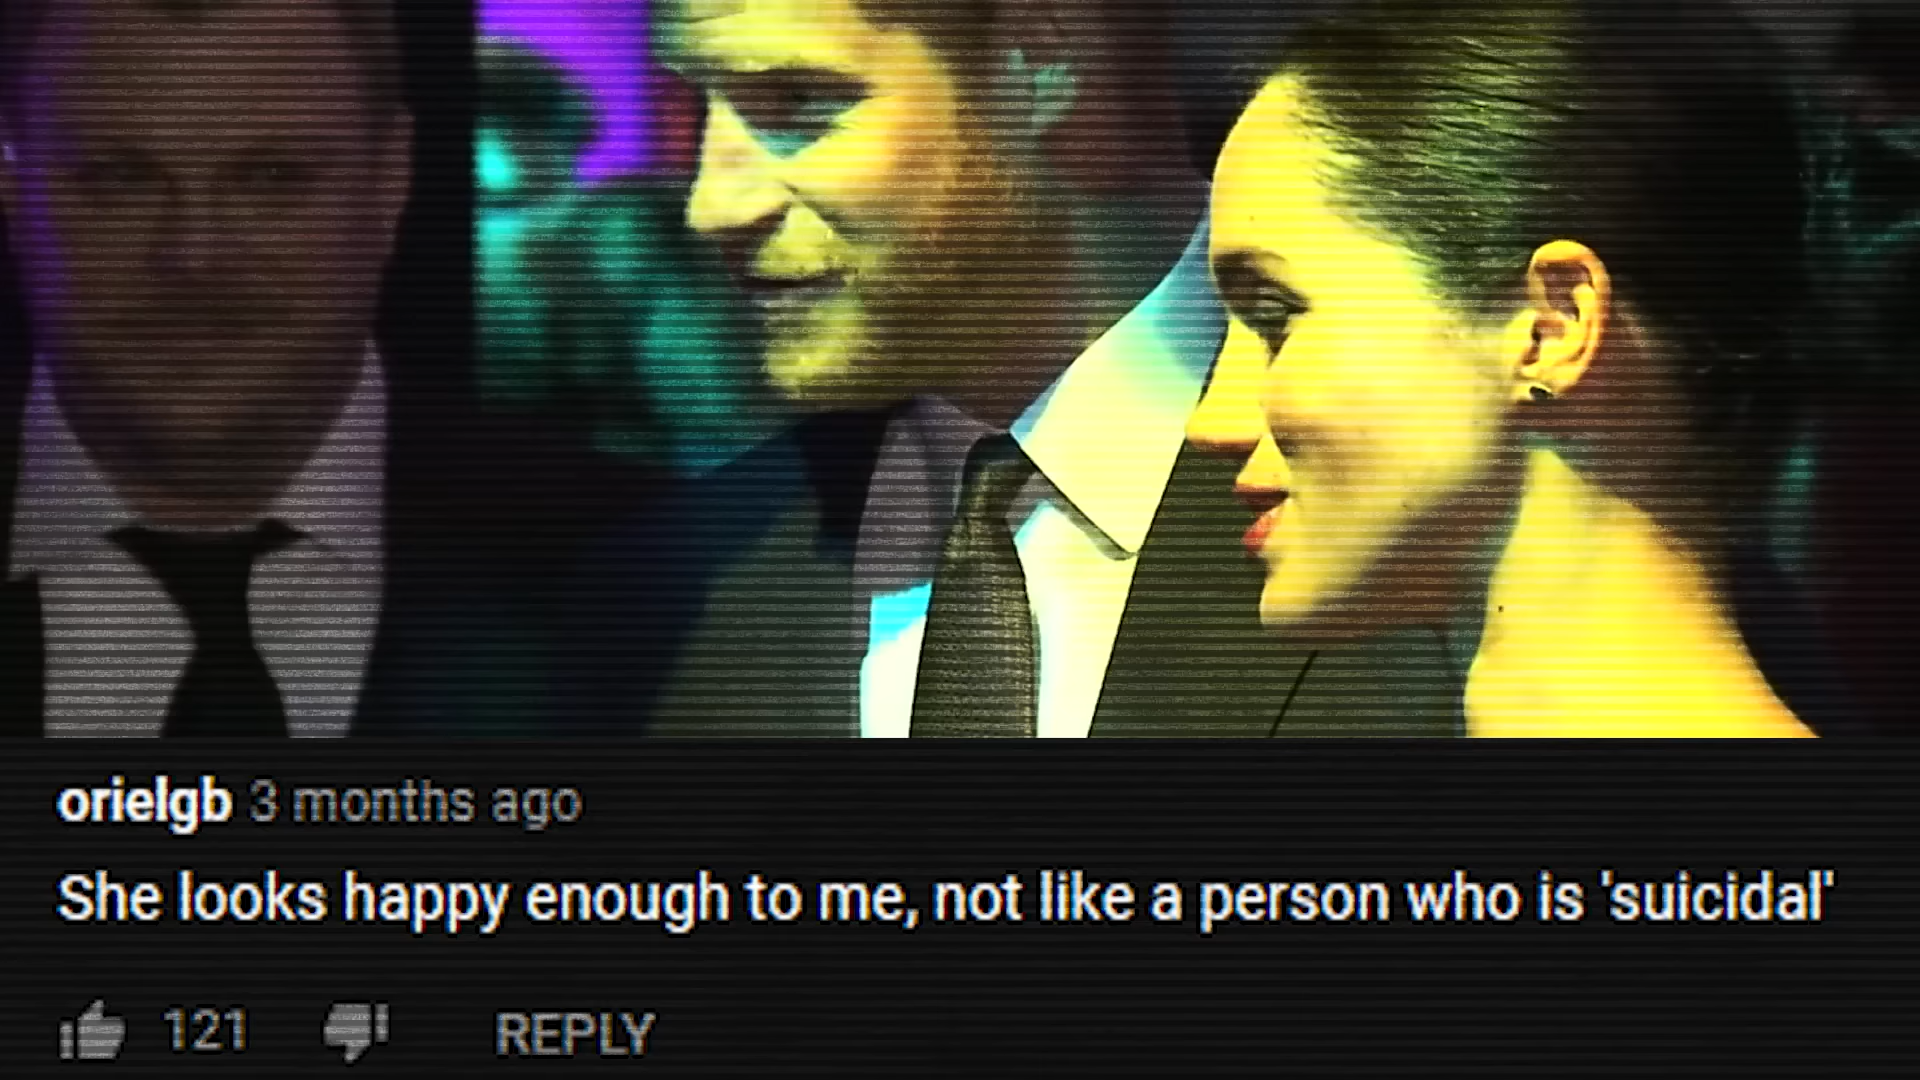 orielgb 3 months ago
She looks happy enough to me, not like a person who is 'suicidal'
121 REPLY